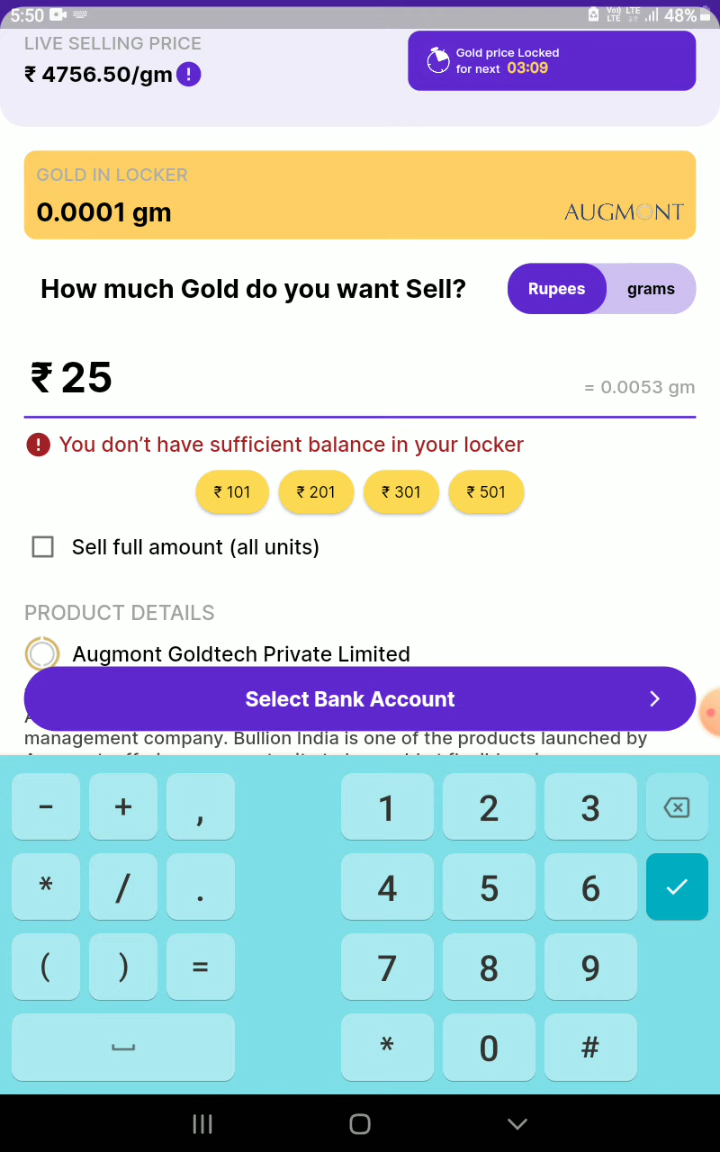 5:50
Vo) LTE
LTE
48%
LIVE SELLING PRICE
₹ 4756.50/gm !
Gold price Locked
for next 03:09
GOLD IN LOCKER
0.0001 gm
AUGMONT
How much Gold do you want Sell?
Rupees
grams
₹ 25
= 0.0053 gm
! You don't have sufficient balance in your locker
₹ 101
₹ 201
₹ 301
₹ 501
Sell full amount (all units)
PRODUCT DETAILS
Augmont Goldtech Private Limited
Select Bank Account
management company. Bullion India is one of the products launched by
- + , 1 2 3
* / . 4 5 6
( ) = 7 8 9
* 0 #